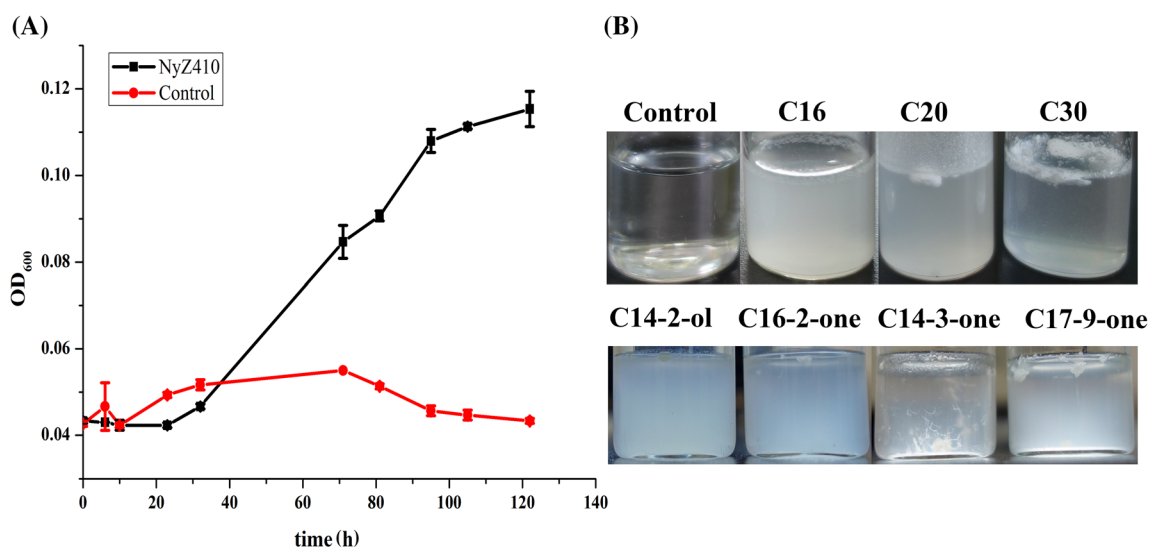 (A)
(B)
NyZ410
Control
0.12
0.10
0.08
0.06
0.04
OD600
0 20 40 60 80 100 120 140
time (h)
Control C16 C20 C30
C14-2-ol C16-2-one C14-3-one C17-9-one